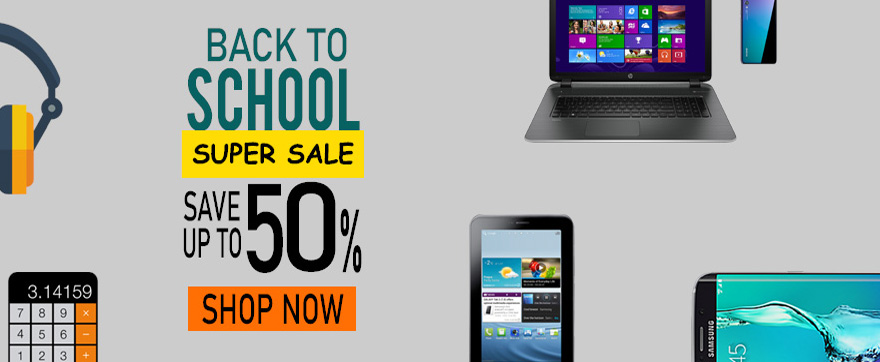 BACK TO
SCHOOL
SUPER SALE
SAVE
UP TO
50%
SHOP NOW
3.14159
7 8 9 ×
4 5 6 −
1 2 3 +
hp
SAMSUNG